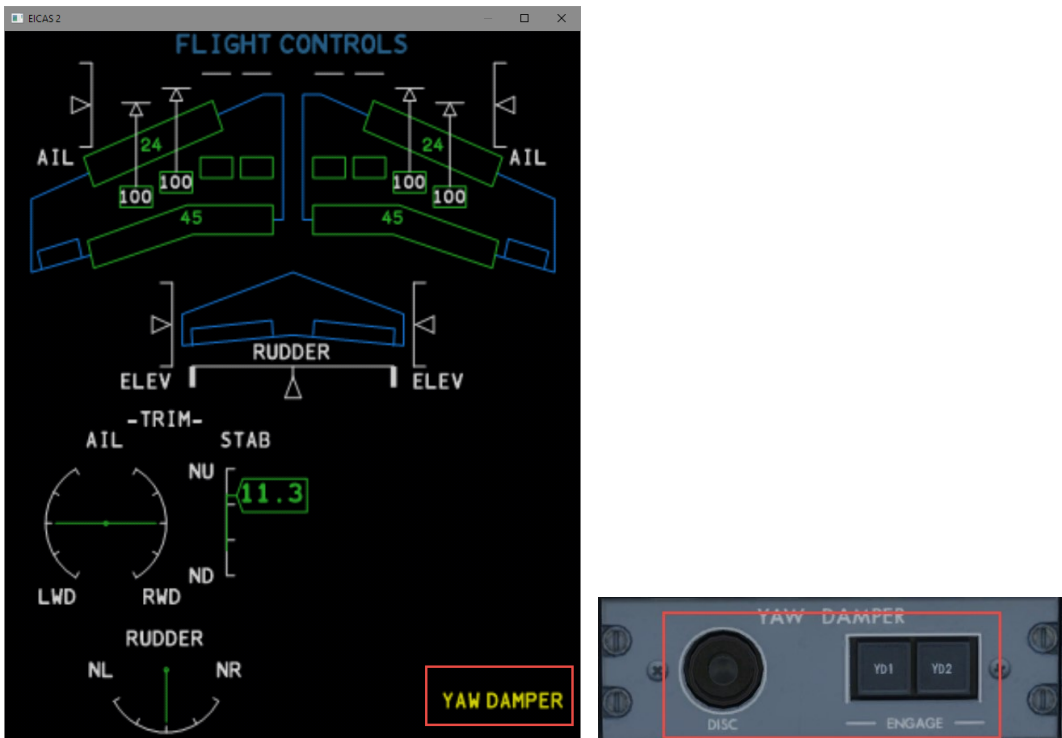 EICAS 2
FLIGHT CONTROLS
AIL
24
100
100
45
24
100
100
45
AIL
RUDDER
ELEV
ELEV
-TRIM-
AIL
STAB
NU
11.3
ND
LWD
RWD
RUDDER
NL
NR
YAW DAMPER
YAW DAMPER
YD1
YD2
DISC
ENGAGE